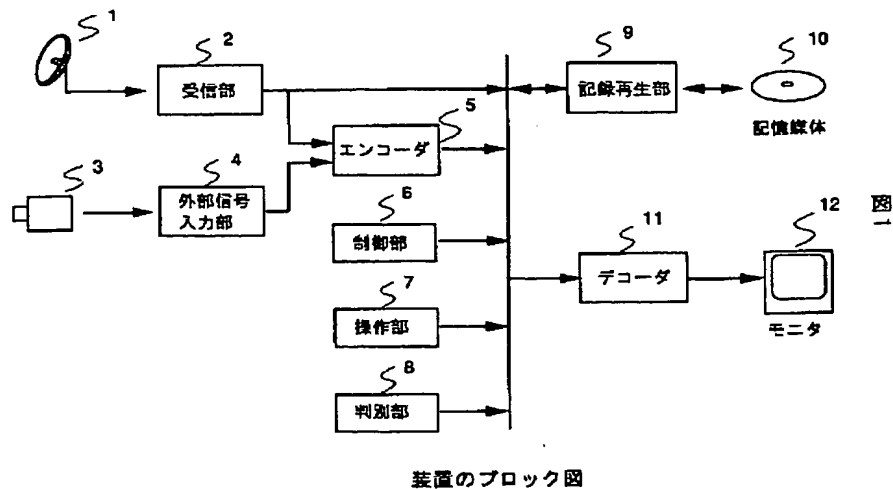 1
2
受信部
3
4
外部信号
入力部
5
エンコーダ
6
制御部
7
操作部
8
判別部
9
記録再生部
10
記憶媒体
11
デコーダ
12
モニタ
図1
装置のブロック図